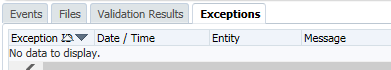 Events Files Validation Results Exceptions
Exception Date / Time Entity Message
No data to display.